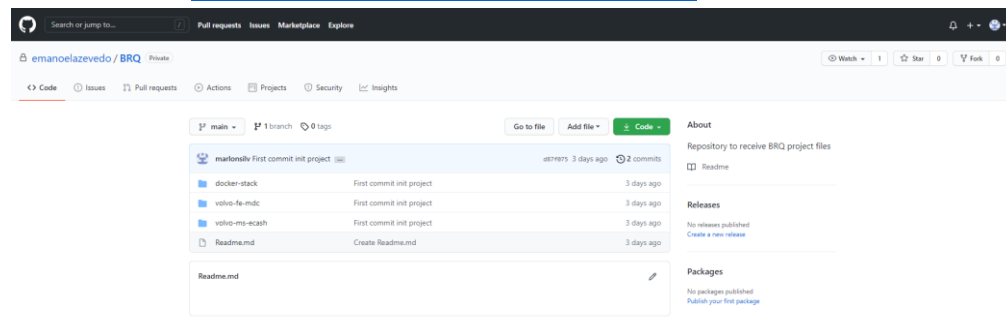 Search or jump to... /
Pull requests Issues Marketplace Explore
emanoelazevedo / BRQ Private
Watch 1 Star 0 Fork 0
Code Issues Pull requests Actions Projects Security Insights
main 1 branch 0 tags
Go to file Add file Code
marlonsilv First commit init project 3 days ago 2 commits
docker-stack First commit init project 3 days ago
volvo-fe-mdc First commit init project 3 days ago
volvo-ms-ecash First commit init project 3 days ago
Readme.md Create Readme.md 3 days ago
Readme.md
About
Repository to receive BRQ project files
Readme
Releases
No releases published
Create a new release
Packages
No packages published
Publish your first package